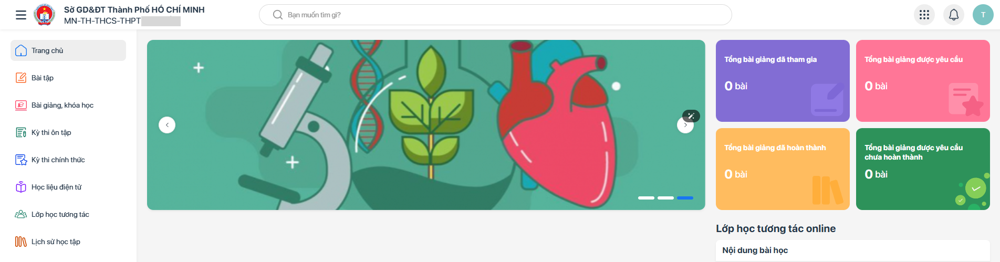 Sở GD&ĐT Thành Phố HỒ CHÍ MINH
MN-TH-THCS-THPT
Bạn muốn tìm gì?
T
Trang chủ
Bài tập
Bài giảng, khóa học
Kỳ thi ôn tập
Kỳ thi chính thức
Học liệu điện tử
Lớp học tương tác
Lịch sử học tập
Tổng bài giảng đã tham gia
0 bài
Tổng bài giảng được yêu cầu
0 bài
Tổng bài giảng đã hoàn thành
0 bài
Tổng bài giảng được yêu cầu
chưa hoàn thành
0 bài
Lớp học tương tác online
Nội dung bài học